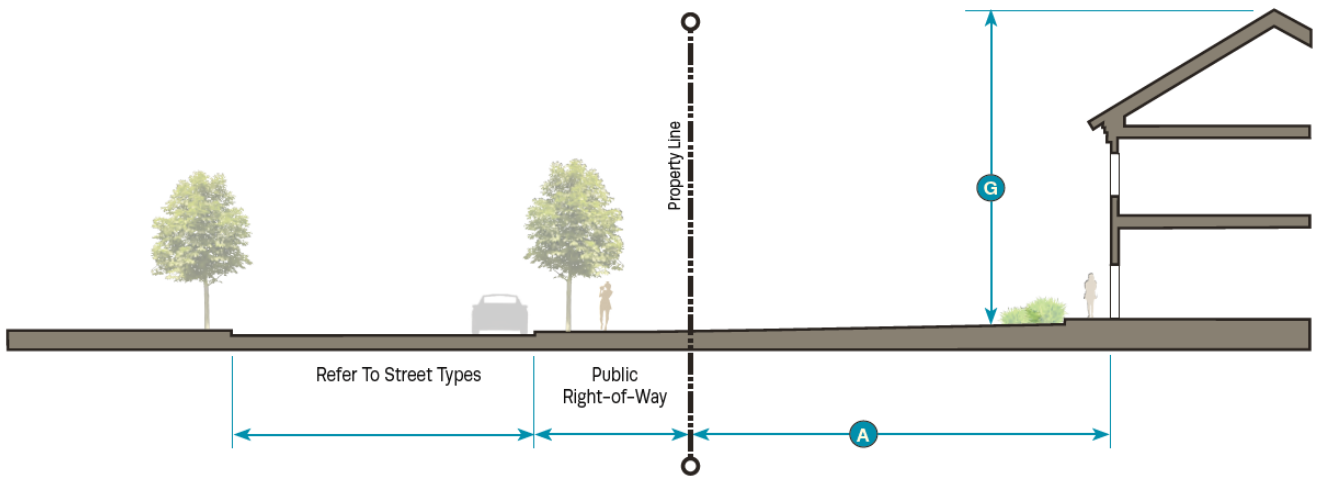 Property Line
G
Refer To Street Types
Public
Right-of-Way
A